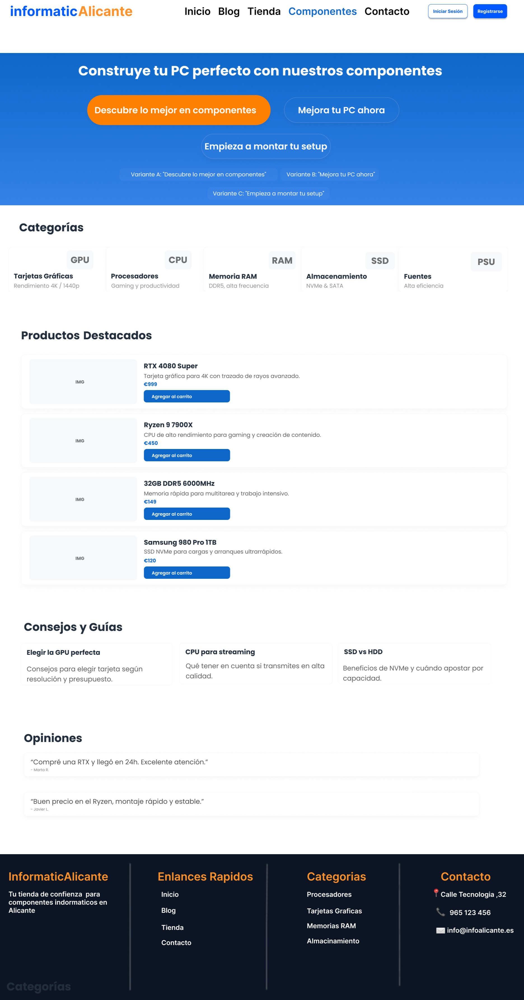 informaticAlicante
Inicio Blog Tienda Componentes Contacto
Iniciar Sesión
Registrarse
Construye tu PC perfecto con nuestros componentes
Descubre lo mejor en componentes
Mejora tu PC ahora
Empieza a montar tu setup
Variante A: "Descubre lo mejor en componentes"
Variante B: "Mejora tu PC ahora"
Variante C: "Empieza a montar tu setup"
Categorías
GPU
Tarjetas Gráficas
Rendimiento 4K / 1440p
CPU
Procesadores
Gaming y productividad
RAM
Memoria RAM
DDR5, alta frecuencia
SSD
Almacenamiento
NVMe & SATA
PSU
Fuentes
Alta eficiencia
Productos Destacados
IMG
RTX 4080 Super
Tarjeta gráfica para 4K con trazado de rayos avanzado.
€999
Agregar al carrito
IMG
Ryzen 9 7900X
CPU de alto rendimiento para gaming y creación de contenido.
€450
Agregar al carrito
IMG
32GB DDR5 6000MHz
Memoria rápida para multitarea y trabajo intensivo.
€149
Agregar al carrito
IMG
Samsung 980 Pro 1TB
SSD NVMe para cargas y arranques ultrarrápidos.
€120
Agregar al carrito
Consejos y Guías
Elegir la GPU perfecta
Consejos para elegir tarjeta según
resolución y presupuesto.
CPU para streaming
Qué tener en cuenta si transmites en alta
calidad.
SSD vs HDD
Beneficios de NVMe y cuándo apostar por
capacidad.
Opiniones
“Compré una RTX y llegó en 24h. Excelente atención.”
- Marta R.
“Buen precio en el Ryzen, montaje rápido y estable.”
- Javier L.
InformaticAlicante
Tu tienda de confienza  para
componentes indormaticos en
Alicante
Enlances Rapidos
Inicio
Blog
Tienda
Contacto
Categorias
Procesadores
Tarjetas Graficas
Memorias RAM
Almacinamiento
Contacto
Calle Tecnologia ,32
965 123 456
info@infoalicante.es
Categorías